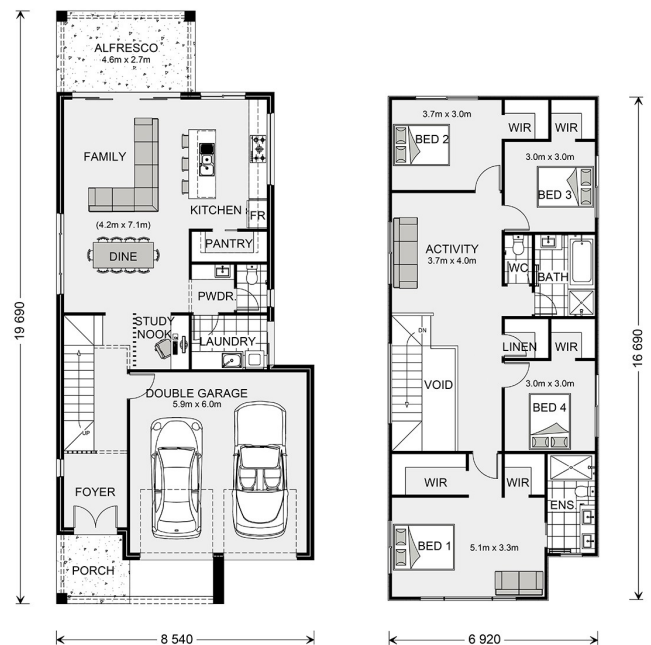 ALFRESCO
4.6m x 2.7m
FAMILY
KITCHEN
FR
(4.2m x 7.1m)
PANTRY
DINE
PWDR.
STUDY
NOOK
LAUNDRY
DOUBLE GARAGE
5.9m x 6.0m
UP
FOYER
PORCH
19 690
8 540
3.7m x 3.0m
BED 2
WIR
WIR
3.0m x 3.0m
BED 3
ACTIVITY
3.7m x 4.0m
WC
BATH
DN
LINEN
WIR
VOID
3.0m x 3.0m
BED 4
WIR
WIR
ENS.
BED 1
5.1m x 3.3m
16 690
6 920